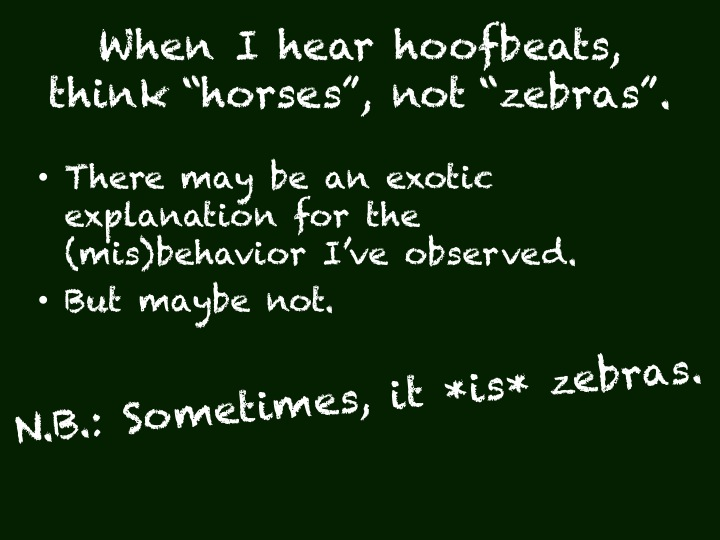 When I hear hoofbeats,
think “horses”, not “zebras”.
• There may be an exotic
explanation for the
(mis)behavior I’ve observed.
• But maybe not.
N.B.: Sometimes, it *is* zebras.